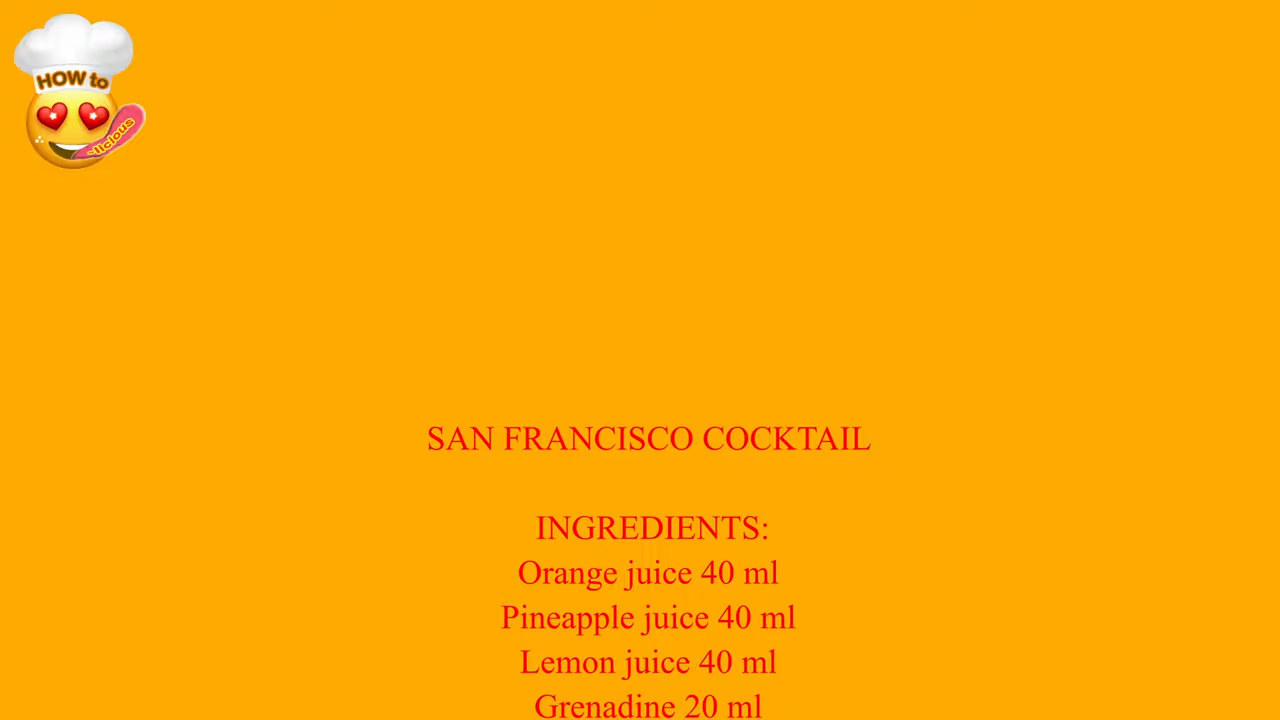 HOW to
~licious
SAN FRANCISCO COCKTAIL
INGREDIENTS:
Orange juice 40 ml
Pineapple juice 40 ml
Lemon juice 40 ml
Grenadine 20 ml